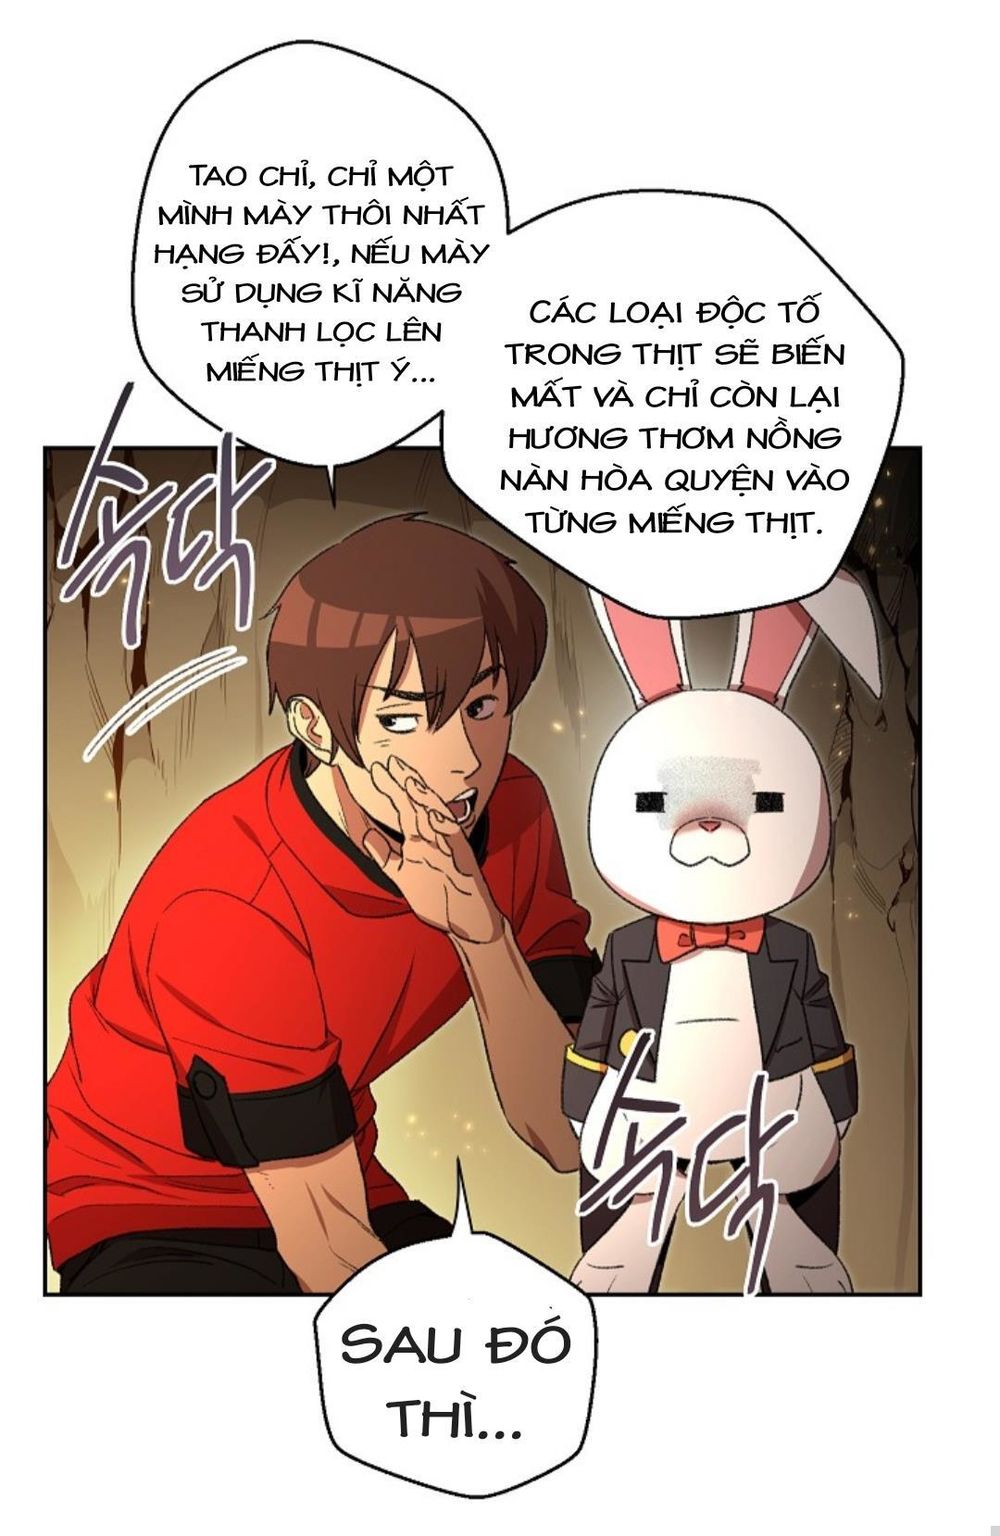 TAO CHỈ, CHỈ MỘT
MÌNH MÀY THÔI NHẤT
HẠNG ĐẤY!, NẾU MÀY
SỬ DỤNG KĨ NĂNG
THANH LỌC LÊN
MIẾNG THỊT Ý...
CÁC LOẠI ĐỘC TỐ
TRONG THỊT SẼ BIẾN
MẤT VÀ CHỈ CÒN LẠI
HƯƠNG THƠM NỒNG
NÀN HÒA QUYỆN VÀO
TỪNG MIẾNG THỊT.
속닥
속닥
SAU ĐÓ
THÌ...